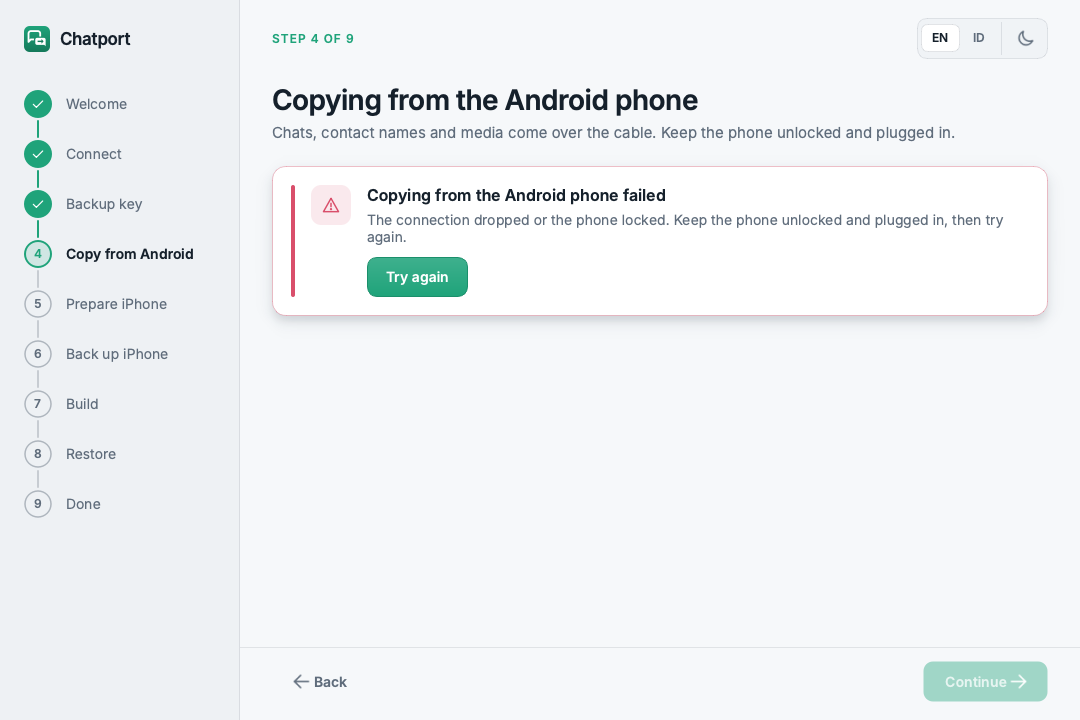 Chatport
Welcome
Connect
Backup key
4 Copy from Android
5 Prepare iPhone
6 Back up iPhone
7 Build
8 Restore
9 Done
STEP 4 OF 9
EN ID
Copying from the Android phone
Chats, contact names and media come over the cable. Keep the phone unlocked and plugged in.
Copying from the Android phone failed
The connection dropped or the phone locked. Keep the phone unlocked and plugged in, then try
again.
Try again
Back
Continue